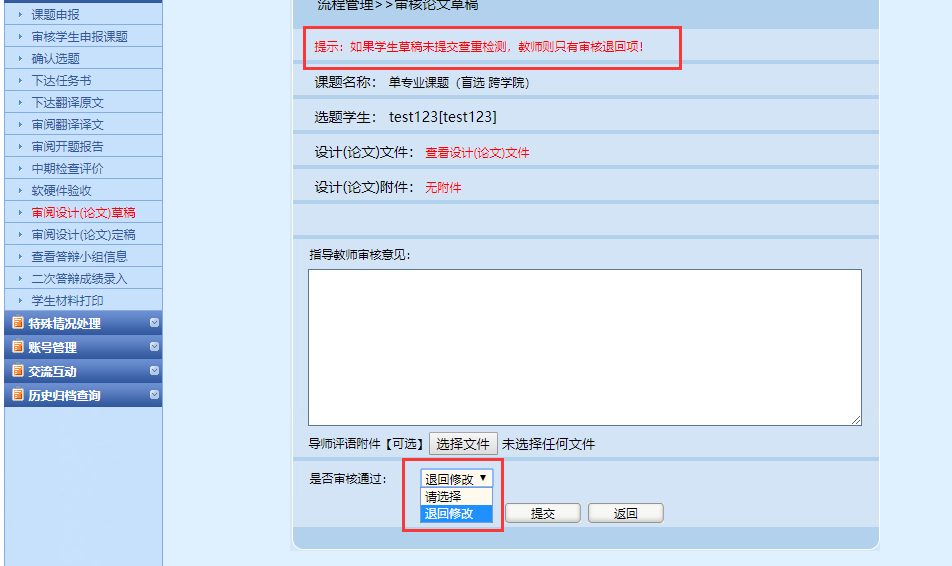 课题申报
审核学生申报课题
确认选题
下达任务书
下达翻译原文
审阅翻译译文
审阅开题报告
中期检查评价
软硬件验收
审阅设计(论文)草稿
审阅设计(论文)定稿
查看答辩小组信息
二次答辩成绩录入
学生材料打印
特殊情况处理
账号管理
交流互动
历史归档查询
流程管理>>审核论文草稿
提示：如果学生草稿未提交查重检测，教师则只有审核退回项！
课题名称： 单专业课题（盲选 跨学院）
选题学生： test123[test123]
设计(论文)文件： 查看设计(论文)文件
设计(论文)附件： 无附件
指导教师审核意见：
导师评语附件【可选】 选择文件 未选择任何文件
是否审核通过： 退回修改
请选择
退回修改 提交 返回